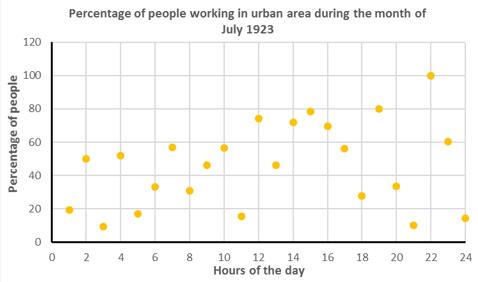 Percentage of people working in urban area during the month of
July 1923
120
100
80
60
40
20
0
Percentage of people
0 2 4 6 8 10 12 14 16 18 20 22 24
Hours of the day